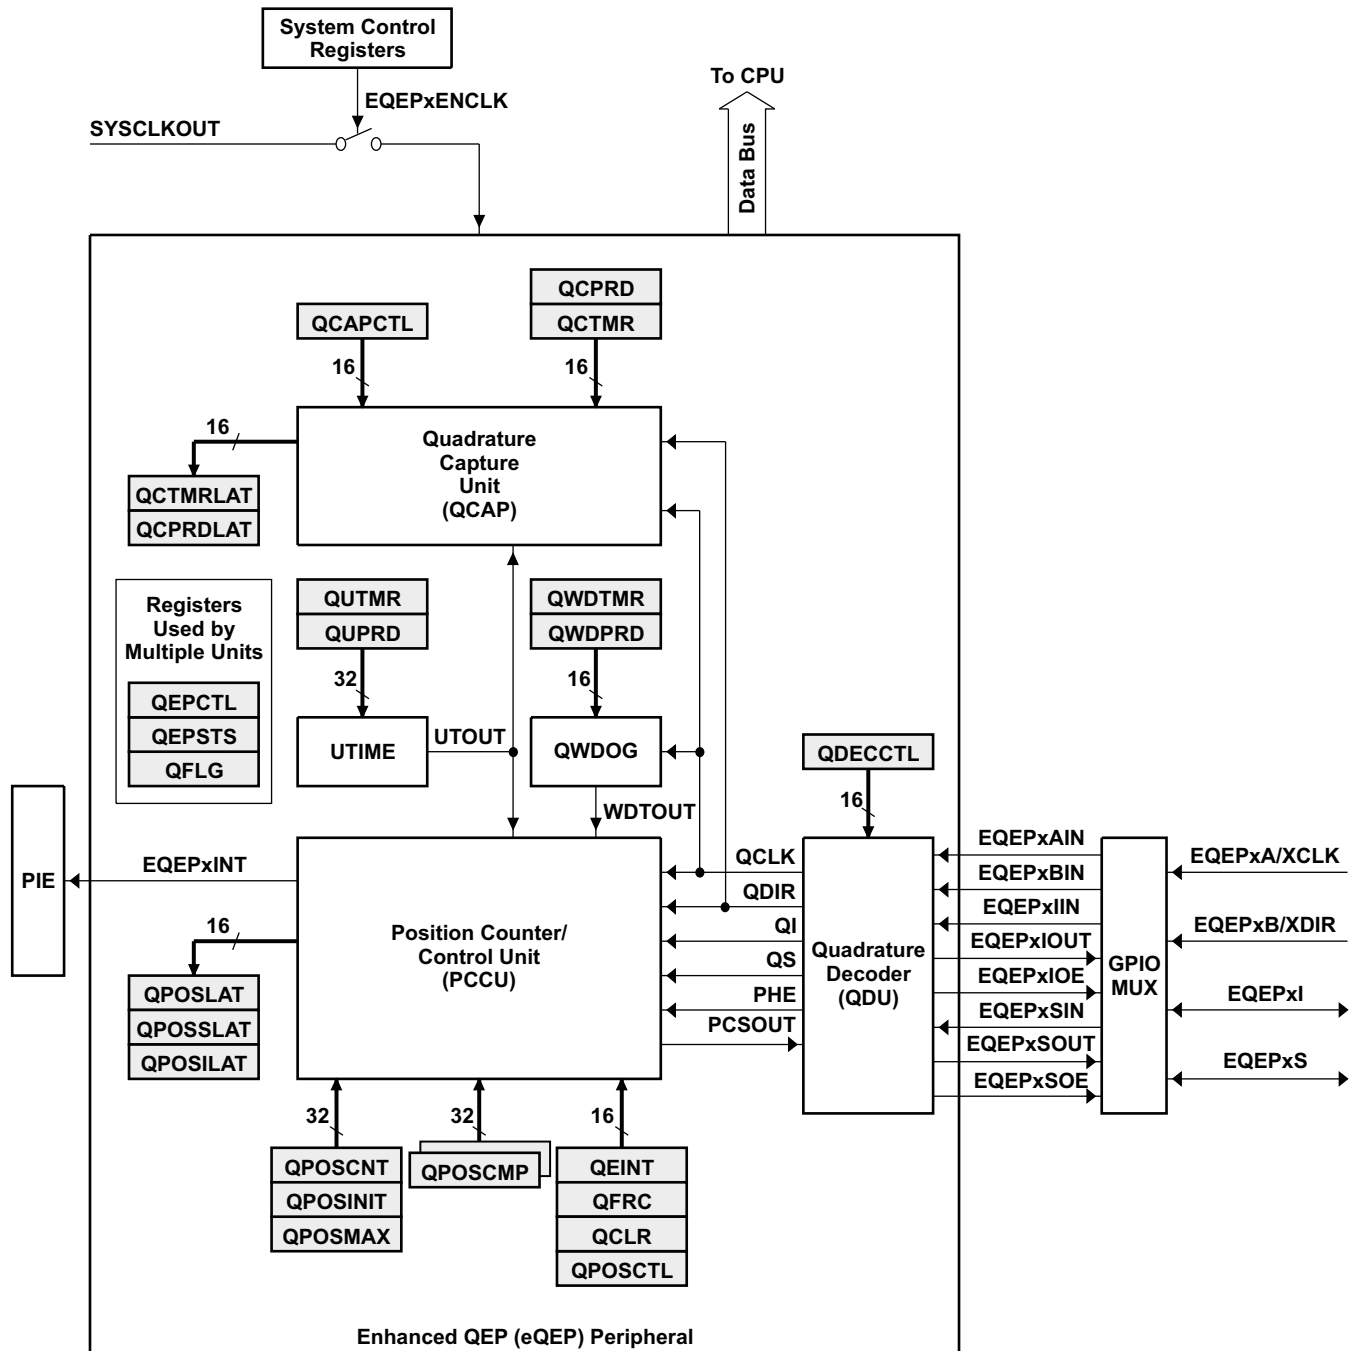 System Control
Registers
To CPU
EQEPxENCLK
SYSCLKOUT
Data Bus
QCPRD
QCTMR
QCAPCTL
16
16
16
Quadrature
Capture
Unit
(QCAP)
QCTMRLAT
QCPRDLAT
Registers
Used by
Multiple Units
QEPCTL
QEPSTS
QFLG
QUTMR
QUPRD
QWDTMR
QWDPRD
32
16
UTIME
UTOUT
QWDOG
WDTOUT
QDECCTL
16
PIE
EQEPxINT
16
Position Counter/
Control Unit
(PCCU)
QCLK
QDIR
QI
QS
PHE
PCSOUT
Quadrature
Decoder
(QDU)
EQEPxAIN
EQEPxBIN
EQEPxIIN
EQEPxIOUT
EQEPxIOE
EQEPxSIN
EQEPxSOUT
EQEPxSOE
GPIO
MUX
EQEPxA/XCLK
EQEPxB/XDIR
EQEPxI
EQEPxS
QPOSLAT
QPOSSLAT
QPOSILAT
32
32
16
QPOSCNT
QPOSINIT
QPOSMAX
QPOSCMP
QEINT
QFRC
QCLR
QPOSCTL
Enhanced QEP (eQEP) Peripheral